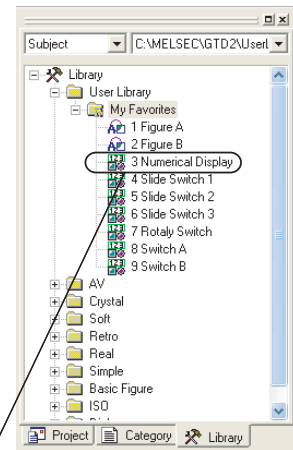 Subject C:\MELSEC\GTD2\UserL
Library
User Library
My Favorites
1 Figure A
2 Figure B
3 Numerical Display
4 Slide Switch 1
5 Slide Switch 2
6 Slide Switch 3
7 Rotaly Switch
8 Switch A
9 Switch B
AV
Crystal
Soft
Retro
Real
Simple
Basic Figure
ISO
Project Category Library